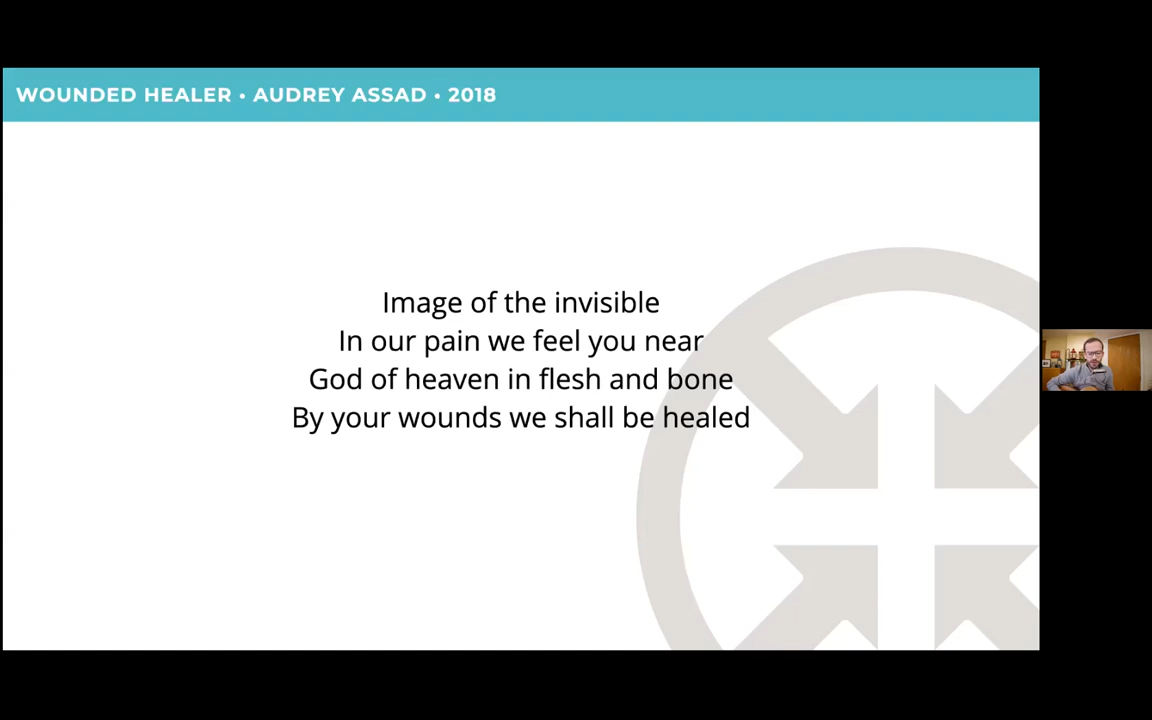 WOUNDED HEALER • AUDREY ASSAD • 2018
Image of the invisible
In our pain we feel you near
God of heaven in flesh and bone
By your wounds we shall be healed